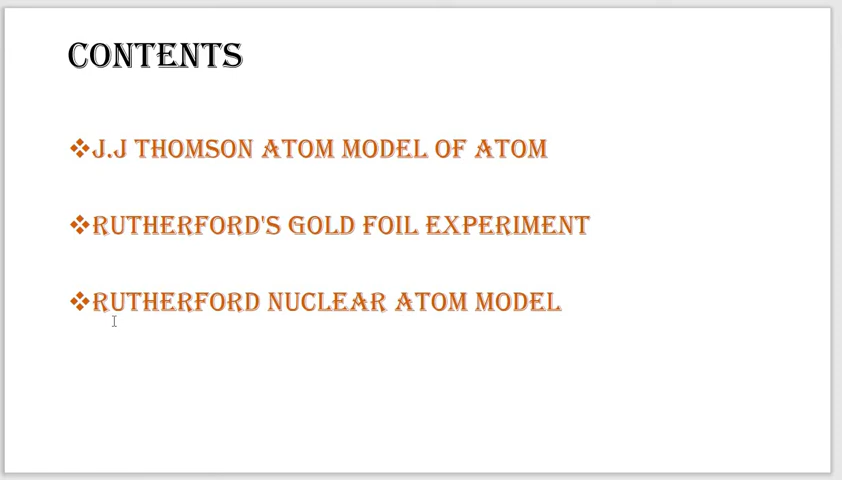 CONTENTS
❖J.J THOMSON ATOM MODEL OF ATOM
❖RUTHERFORD'S GOLD FOIL EXPERIMENT
❖RUTHERFORD NUCLEAR ATOM MODEL